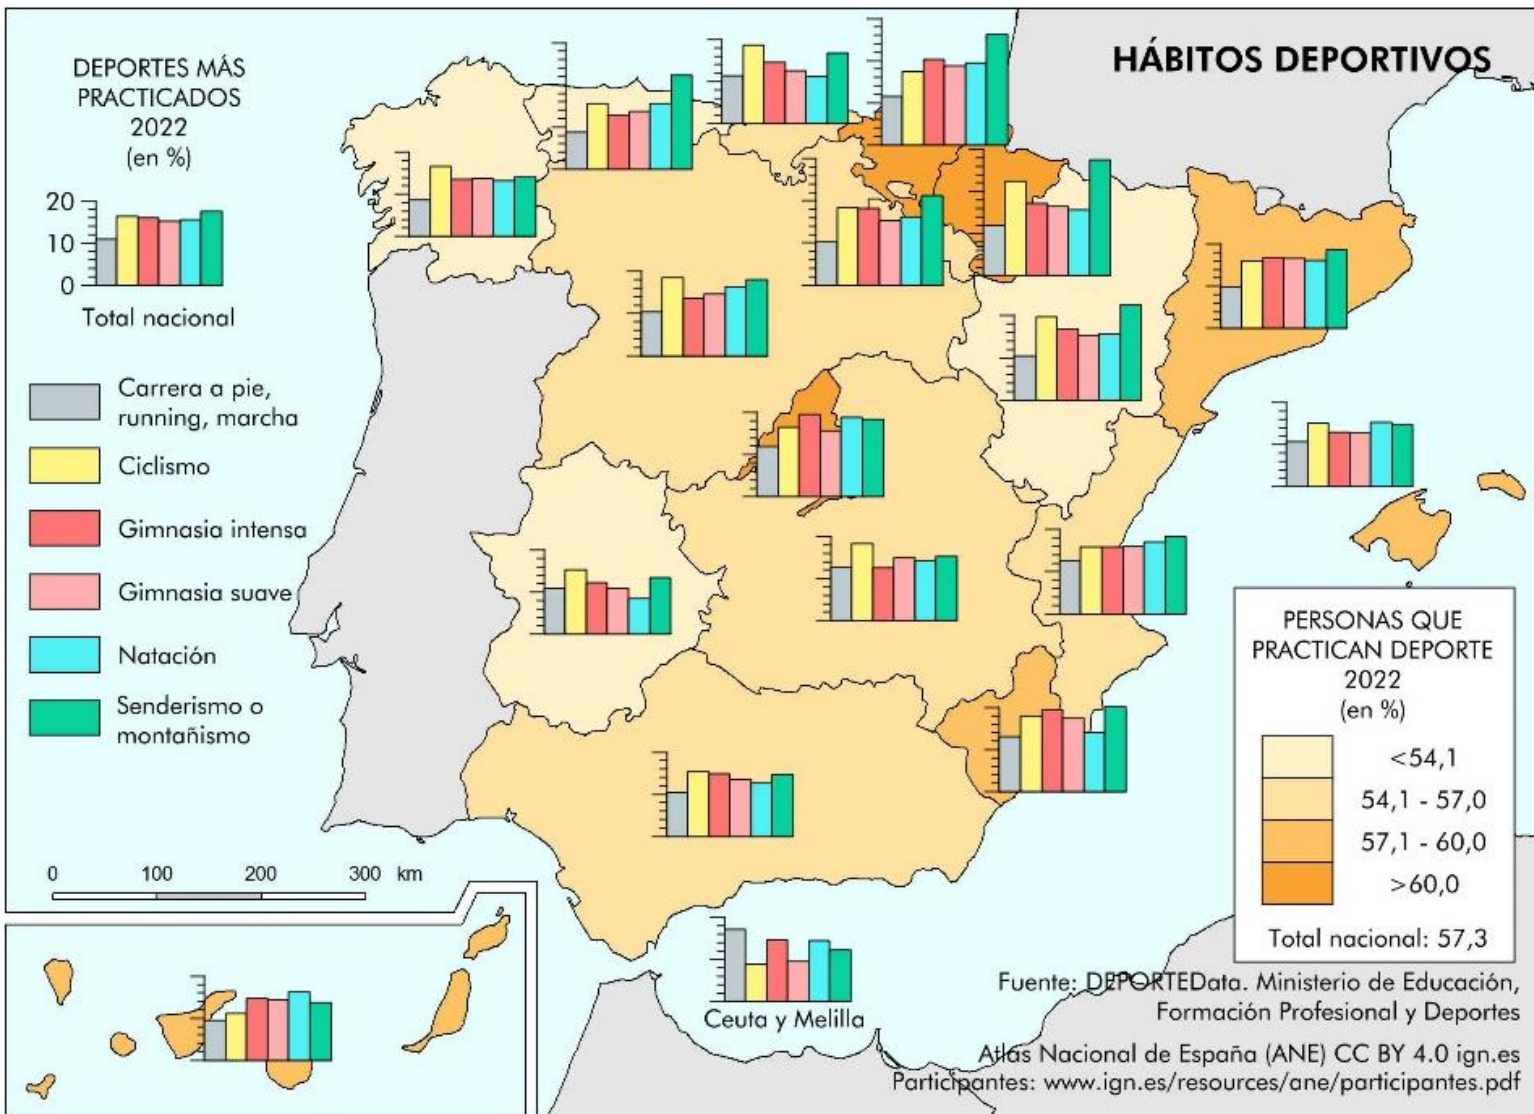 HÁBITOS DEPORTIVOS
DEPORTES MÁS
PRACTICADOS
2022
(en %)
20
10
0
Total nacional
Carrera a pie,
running, marcha
Ciclismo
Gimnasia intensa
Gimnasia suave
Natación
Senderismo o
montañismo
0 100 200 300 km
PERSONAS QUE
PRACTICAN DEPORTE
2022
(en %)
<54,1
54,1 - 57,0
57,1 - 60,0
>60,0
Total nacional: 57,3
Ceuta y Melilla
Fuente: DEPORTEData. Ministerio de Educación,
Formación Profesional y Deportes
Atlas Nacional de España (ANE) CC BY 4.0 ign.es
Participantes: www.ign.es/resources/ane/participantes.pdf